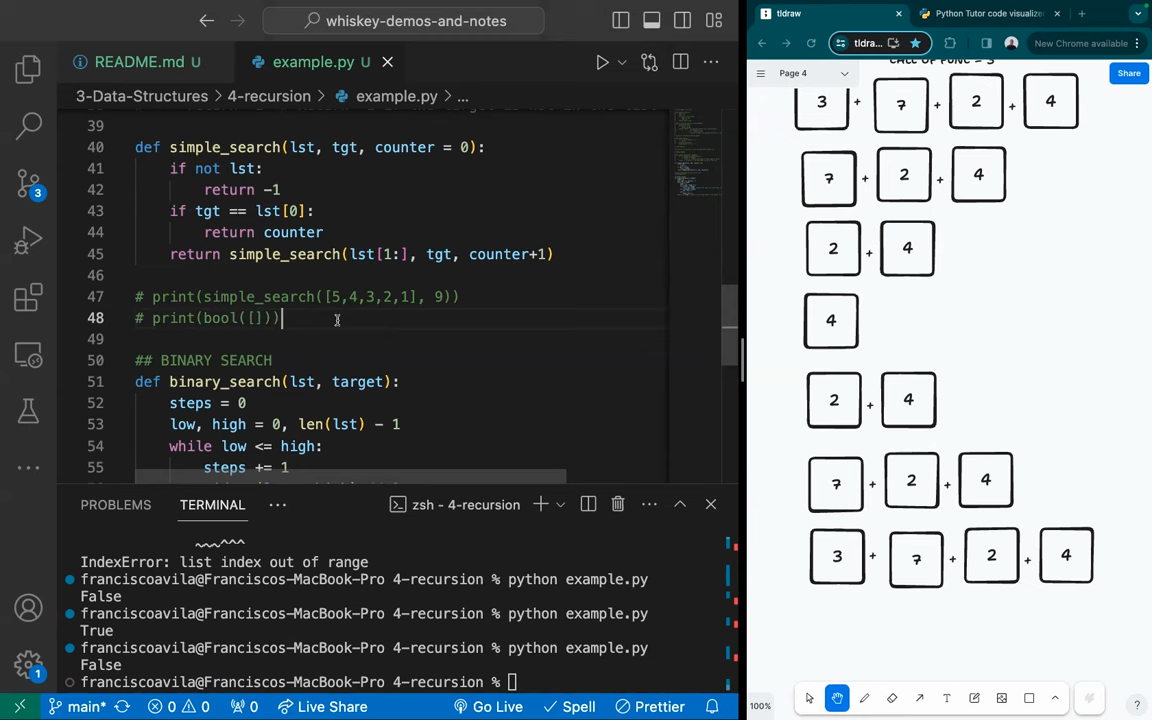 whiskey-demos-and-notes
README.md U
example.py U
3-Data-Structures > 4-recursion > example.py > ...
39
40 def simple_search(lst, tgt, counter = 0):
41 if not lst:
42 return -1
43 if tgt == lst[0]:
44 return counter
45 return simple_search(lst[1:], tgt, counter+1)
46
47 # print(simple_search([5,4,3,2,1], 9))
48 # print(bool([]))
49
50 ## BINARY SEARCH
51 def binary_search(lst, target):
52 steps = 0
53 low, high = 0, len(lst) - 1
54 while low <= high:
55 steps += 1
PROBLEMS TERMINAL ... zsh - 4-recursion
IndexError: list index out of range
franciscoavila@Franciscos-MacBook-Pro 4-recursion % python example.py
False
franciscoavila@Franciscos-MacBook-Pro 4-recursion % python example.py
True
franciscoavila@Franciscos-MacBook-Pro 4-recursion % python example.py
False
franciscoavila@Franciscos-MacBook-Pro 4-recursion %
3
1
main* 0 0 0 Live Share Go Live Spell Prettier
tldraw
Python Tutor code visualize
tldraw...
New Chrome available
Page 4
Share
CALL OF FUNC = 3
3 + 7 + 2 + 4
7 + 2 + 4
2 + 4
4
2 + 4
7 + 2 + 4
3 + 7 + 2 + 4
100%
T
?